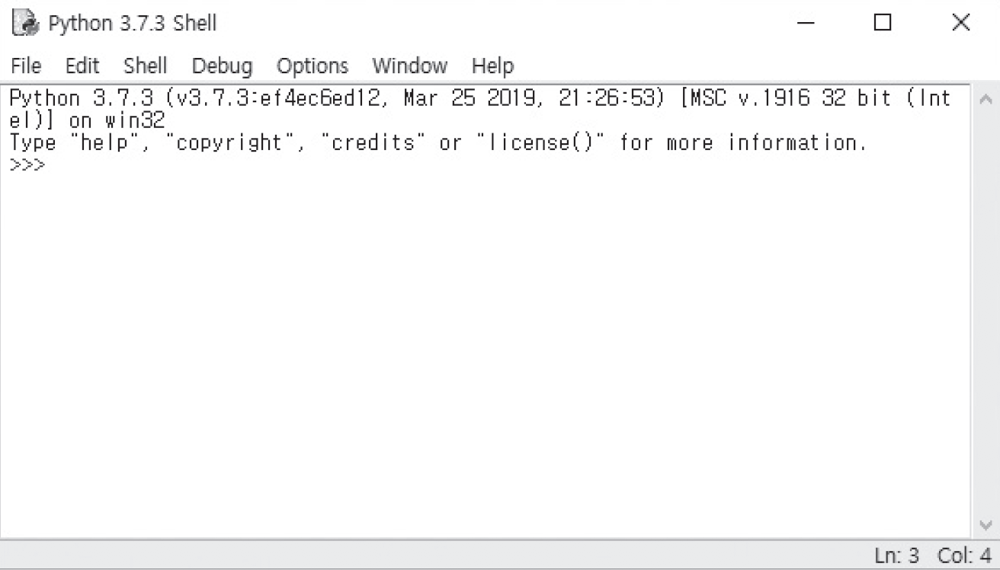 Python 3.7.3 Shell
File Edit Shell Debug Options Window Help
Python 3.7.3 (v3.7.3:ef4ec6ed12, Mar 25 2019, 21:26:53) [MSC v.1916 32 bit (Int
el)] on win32
Type "help", "copyright", "credits" or "license()" for more information.
>>>
Ln: 3 Col: 4